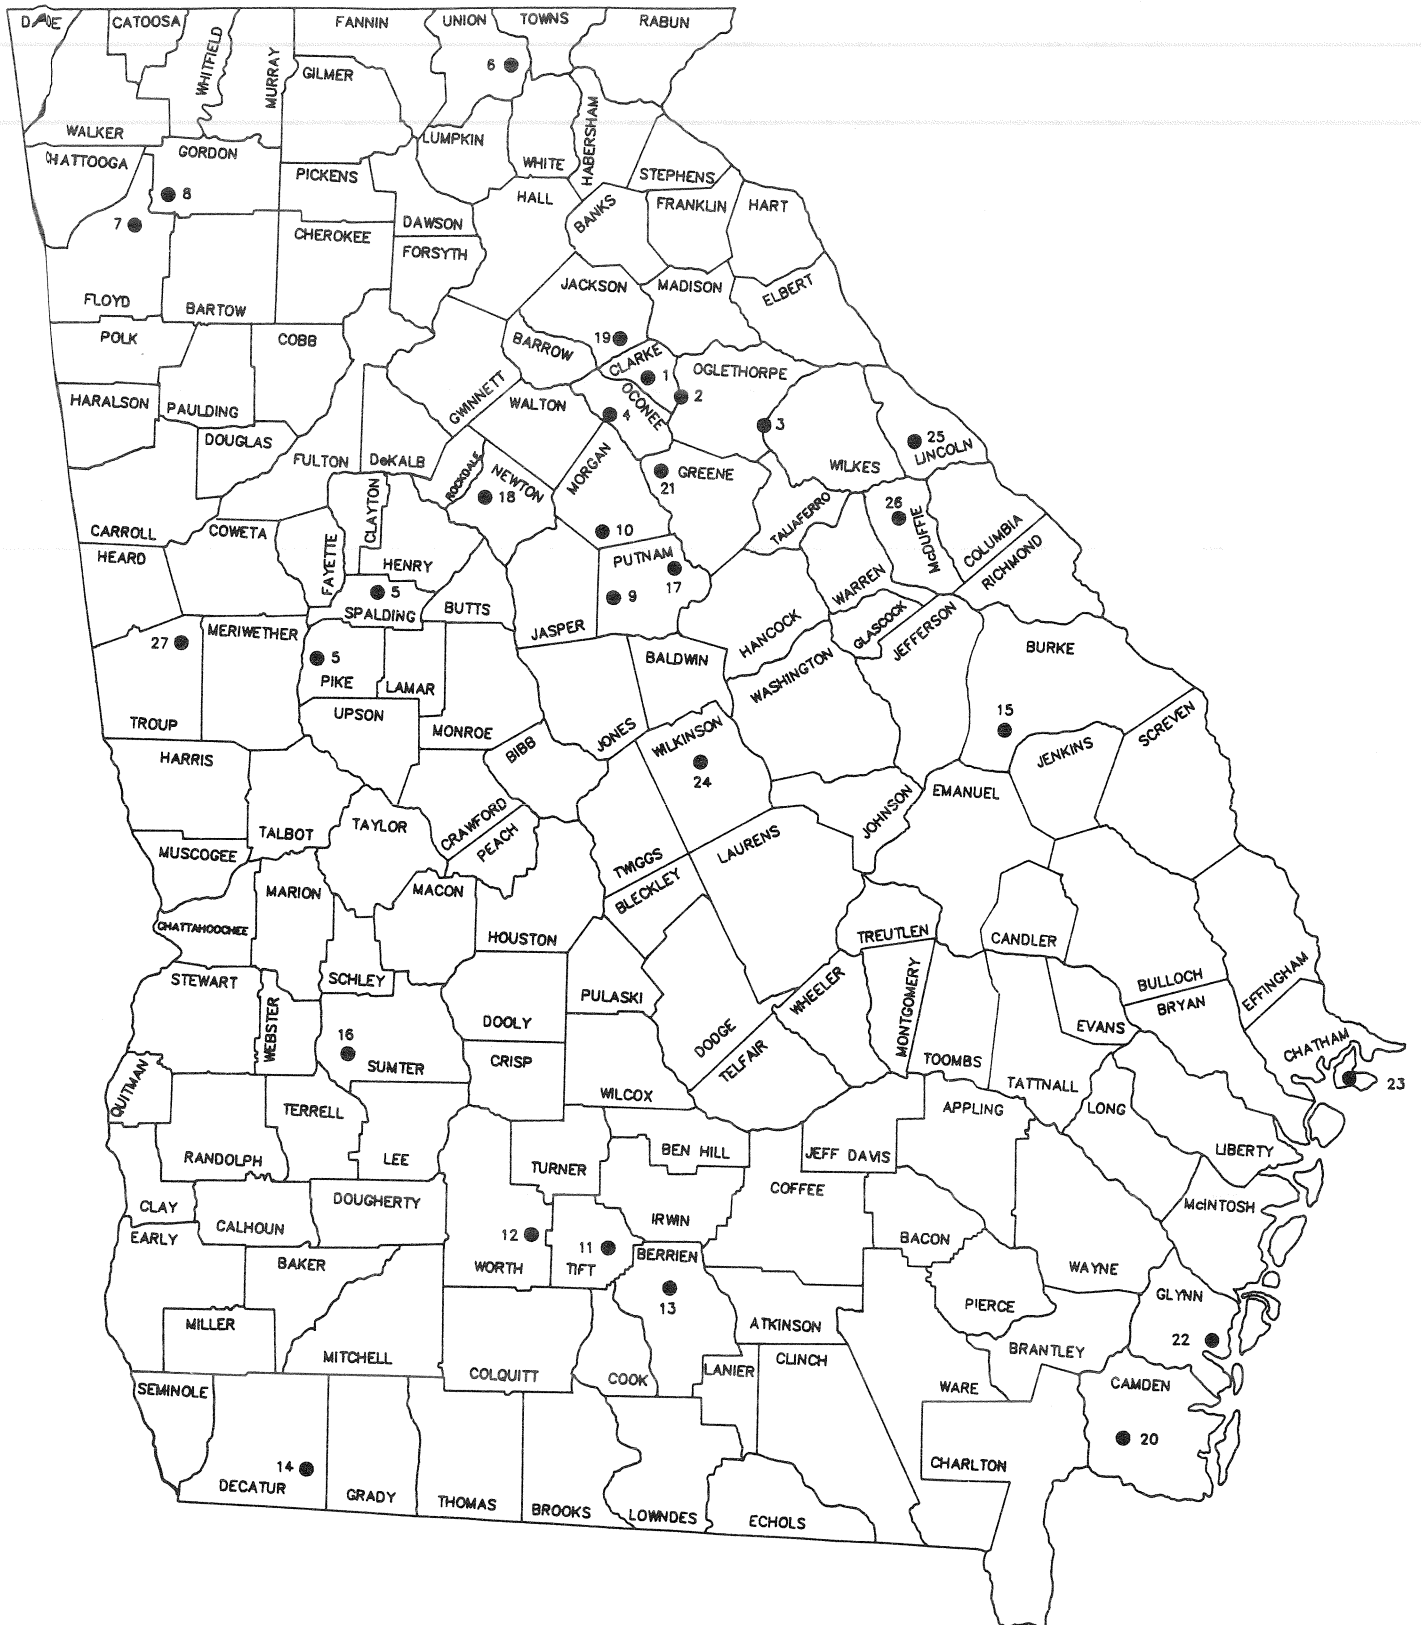 DADE
CATOOSA
WHITFIELD
MURRAY
FANNIN
UNION
TOWNS
RABUN
GILMER
6
HABERSHAM
WALKER
LUMPKIN
WHITE
CHATTOOGA
GORDON
PICKENS
STEPHENS
8
HALL
BANKS
FRANKLIN
HART
7
DAWSON
CHEROKEE
FORSYTH
JACKSON
MADISON
ELBERT
FLOYD
BARTOW
POLK
COBB
19
BARROW
CLARKE
1
OGLETHORPE
HARALSON
PAULDING
GWINNETT
WALTON
OCONEE
4
2
3
DOUGLAS
FULTON
DeKALB
ROCKDALE
NEWTON
18
MORGAN
21
GREENE
WILKES
25
LINCOLN
CARROLL
COWETA
CLAYTON
10
TALIAFERRO
26
McDUFFIE
COLUMBIA
HEARD
FAYETTE
HENRY
PUTNAM
17
RICHMOND
5
SPALDING
BUTTS
9
WARREN
27
MERIWETHER
JASPER
HANCOCK
GLASCOCK
JEFFERSON
BURKE
5
PIKE
LAMAR
BALDWIN
WASHINGTON
TROUP
UPSON
MONROE
JONES
WILKINSON
24
15
SCREVEN
HARRIS
BIBB
JENKINS
TALBOT
TAYLOR
CRAWFORD
PEACH
JOHNSON
EMANUEL
MUSCOGEE
TWIGGS
LAURENS
MARION
MACON
BLECKLEY
CHATTAHOOCHEE
HOUSTON
TREUTLEN
CANDLER
STEWART
SCHLEY
PULASKI
WHEELER
MONTGOMERY
BULLOCH
BRYAN
EFFINGHAM
WEBSTER
16
SUMTER
DOOLY
DODGE
TELFAIR
EVANS
CHATHAM
23
QUITMAN
CRISP
TOOMBS
TATTNALL
TERRELL
WILCOX
APPLING
LONG
RANDOLPH
LEE
TURNER
BEN HILL
JEFF DAVIS
LIBERTY
CLAY
DOUGHERTY
COFFEE
McINTOSH
EARLY
CALHOUN
12
WORTH
11
TIFT
IRWIN
BERRIEN
13
BACON
WAYNE
BAKER
PIERCE
GLYNN
22
MILLER
MITCHELL
ATKINSON
BRANTLEY
SEMINOLE
COLQUITT
COOK
LANIER
CLINCH
WARE
CAMDEN
20
14
DECATUR
GRADY
THOMAS
BROOKS
LOWNDES
ECHOLS
CHARLTON